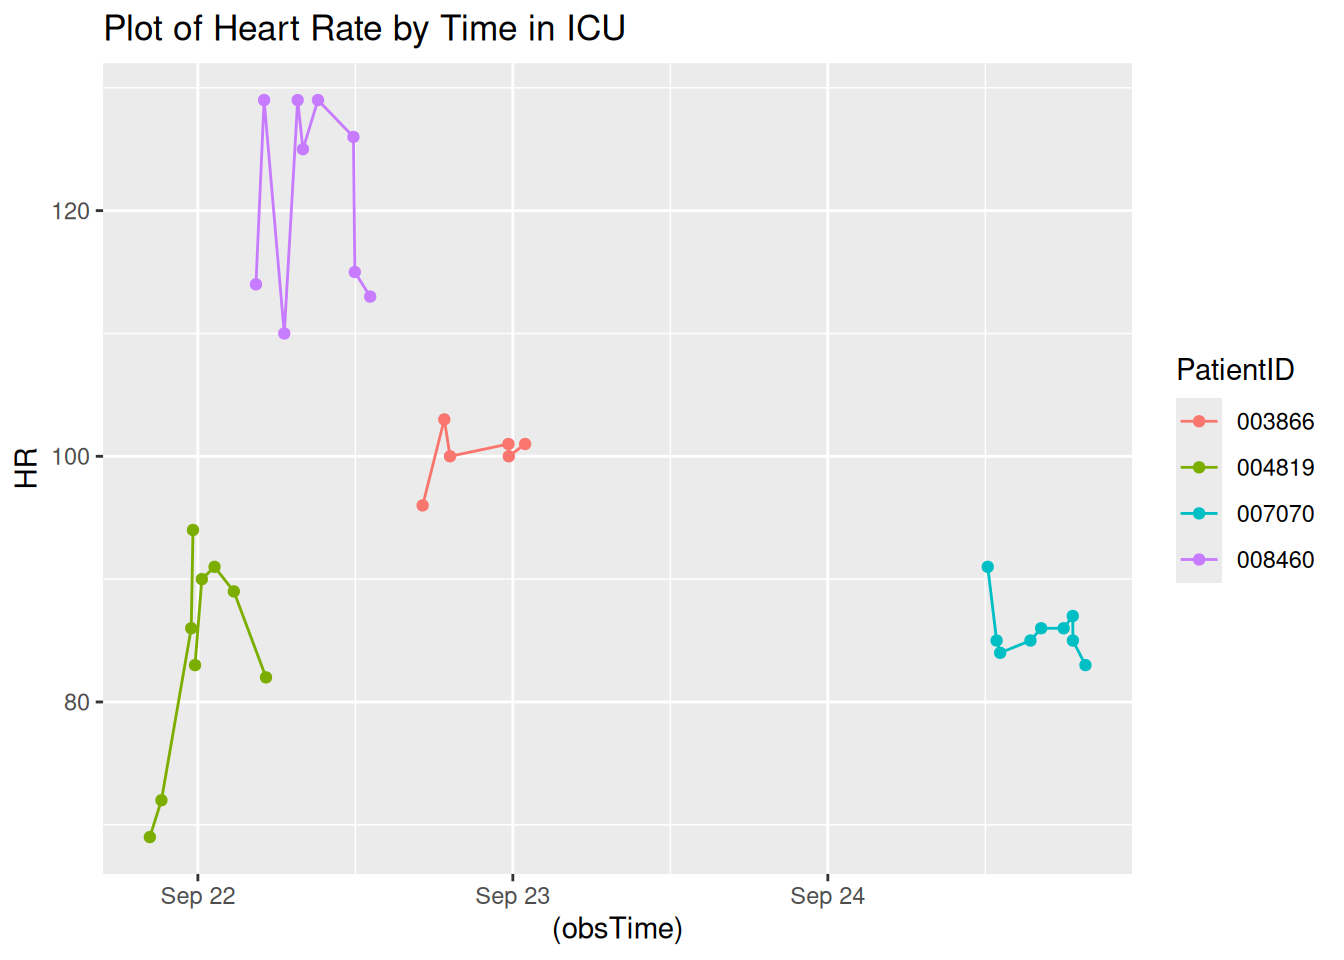 Plot of Heart Rate by Time in ICU
120
100
80
HR
Sep 22
Sep 23
Sep 24
(obsTime)
PatientID
003866
004819
007070
008460